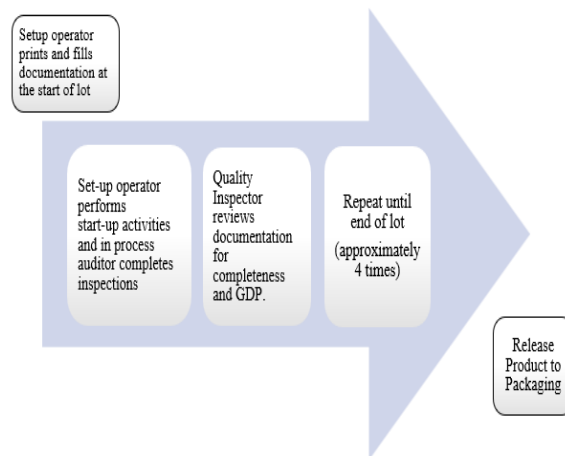 Setup operator
prints and fills
documentation at
the start of lot
Set-up operator
performs
start-up activities
and in process
auditor completes
inspections
Quality
Inspector
reviews
documentation
for
completeness
and GDP.
Repeat until
end of lot
(approximately
4 times)
Release
Product to
Packaging